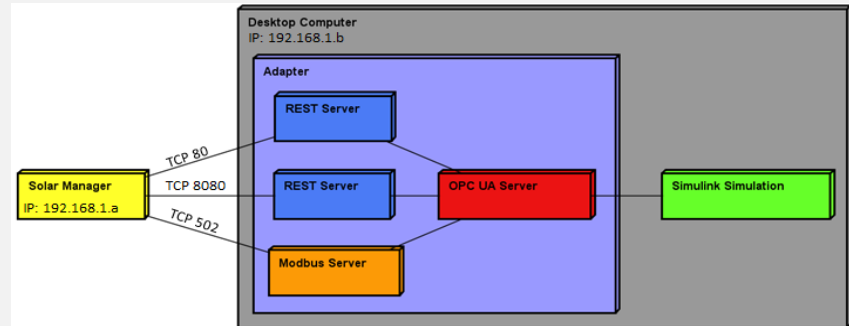 Desktop Computer
IP: 192.168.1.b
Adapter
REST Server
TCP 80
Solar Manager
IP: 192.168.1.a
TCP 8080
REST Server
OPC UA Server
Simulink Simulation
TCP 502
Modbus Server